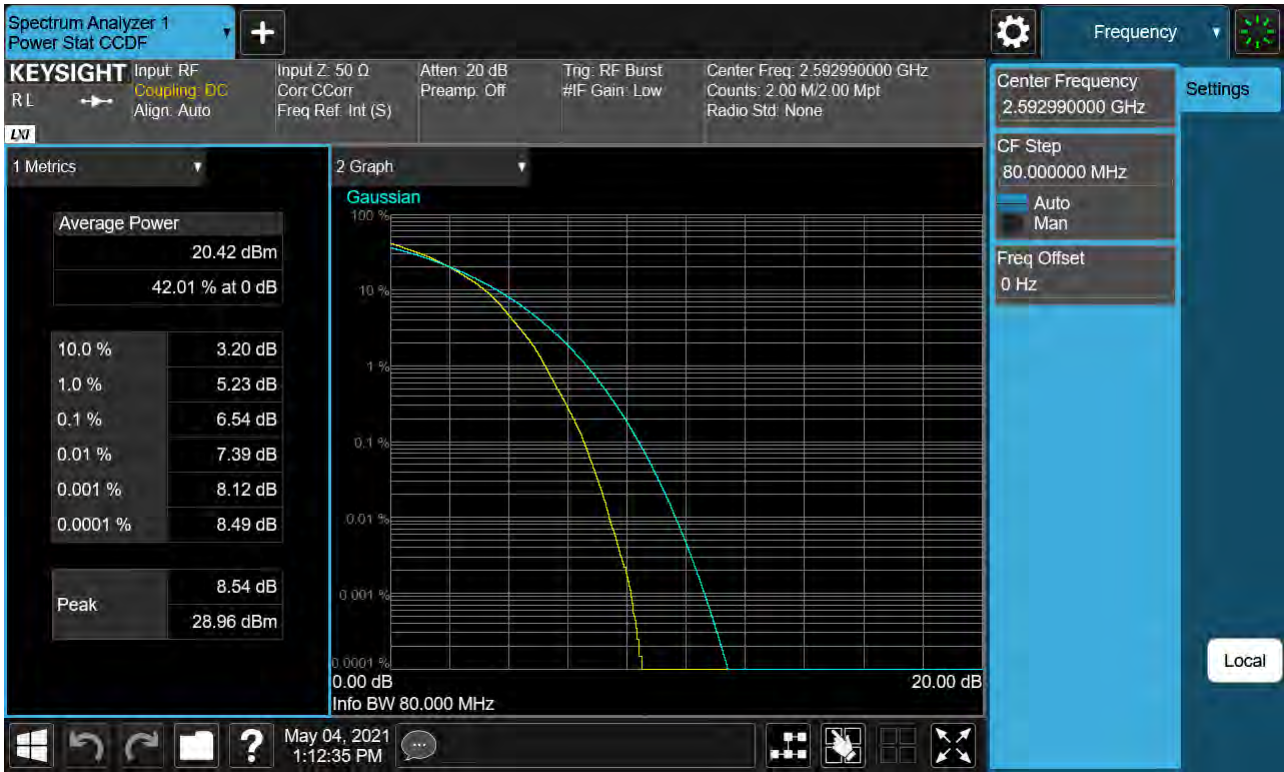 Spectrum Analyzer 1
Power Stat CCDF
Frequency
KEYSIGHT
R L
LXI
Input: RF
Coupling: DC
Align: Auto
Input Z: 50 Ω
Corr CCorr
Freq Ref: Int (S)
Atten: 20 dB
Preamp: Off
Trig: RF Burst
#IF Gain: Low
Center Freq: 2.592990000 GHz
Counts: 2.00 M/2.00 Mpt
Radio Std: None
1 Metrics
Average Power
20.42 dBm
42.01 % at 0 dB
10.0 % 3.20 dB
1.0 % 5.23 dB
0.1 % 6.54 dB
0.01 % 7.39 dB
0.001 % 8.12 dB
0.0001 % 8.49 dB
Peak
8.54 dB
28.96 dBm
2 Graph
Gaussian
100 %
10 %
1 %
0.1 %
0.01 %
0.001 %
0.0001 %
0.00 dB 20.00 dB
Info BW 80.000 MHz
Center Frequency
2.592990000 GHz
CF Step
80.000000 MHz
Auto
Man
Freq Offset
0 Hz
Settings
Local
?
May 04, 2021
1:12:35 PM